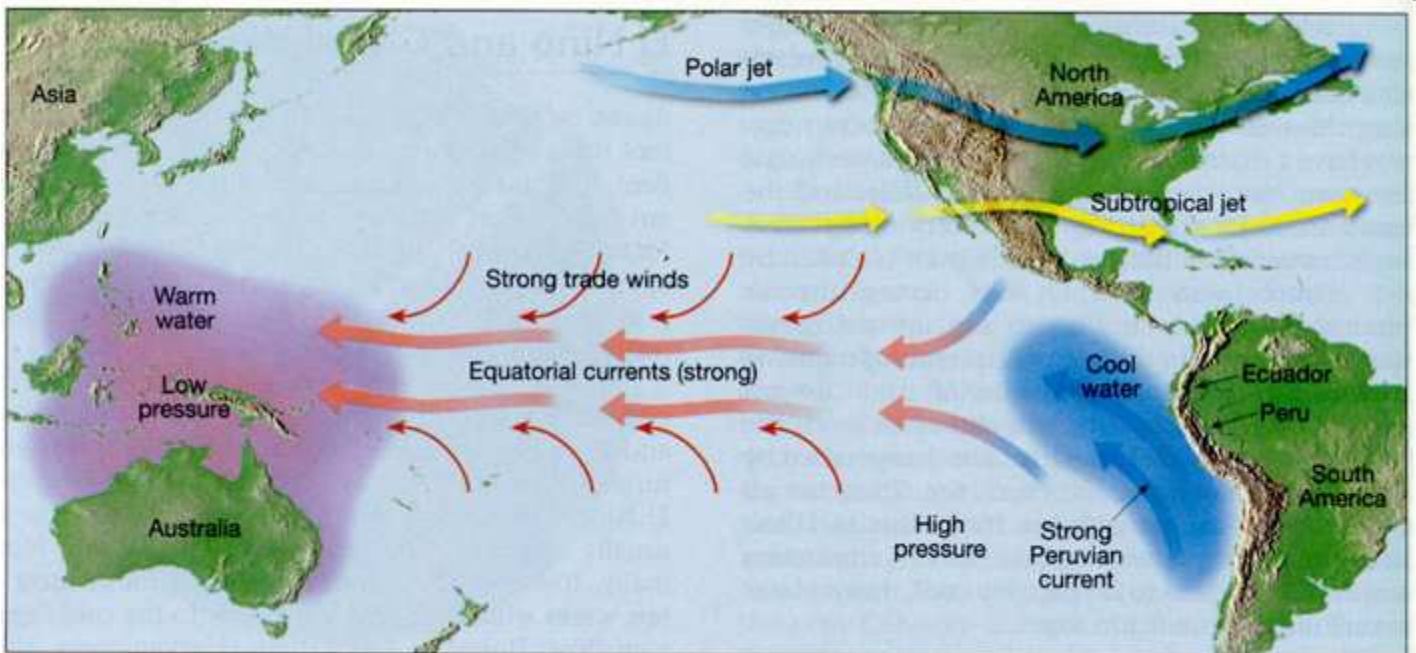 Asia
Polar jet
North
America
Subtropical jet
Strong trade winds
Warm
water
Equatorial currents (strong)
Low
pressure
Cool
water
Ecuador
Peru
South
America
Australia
High
pressure
Strong
Peruvian
current